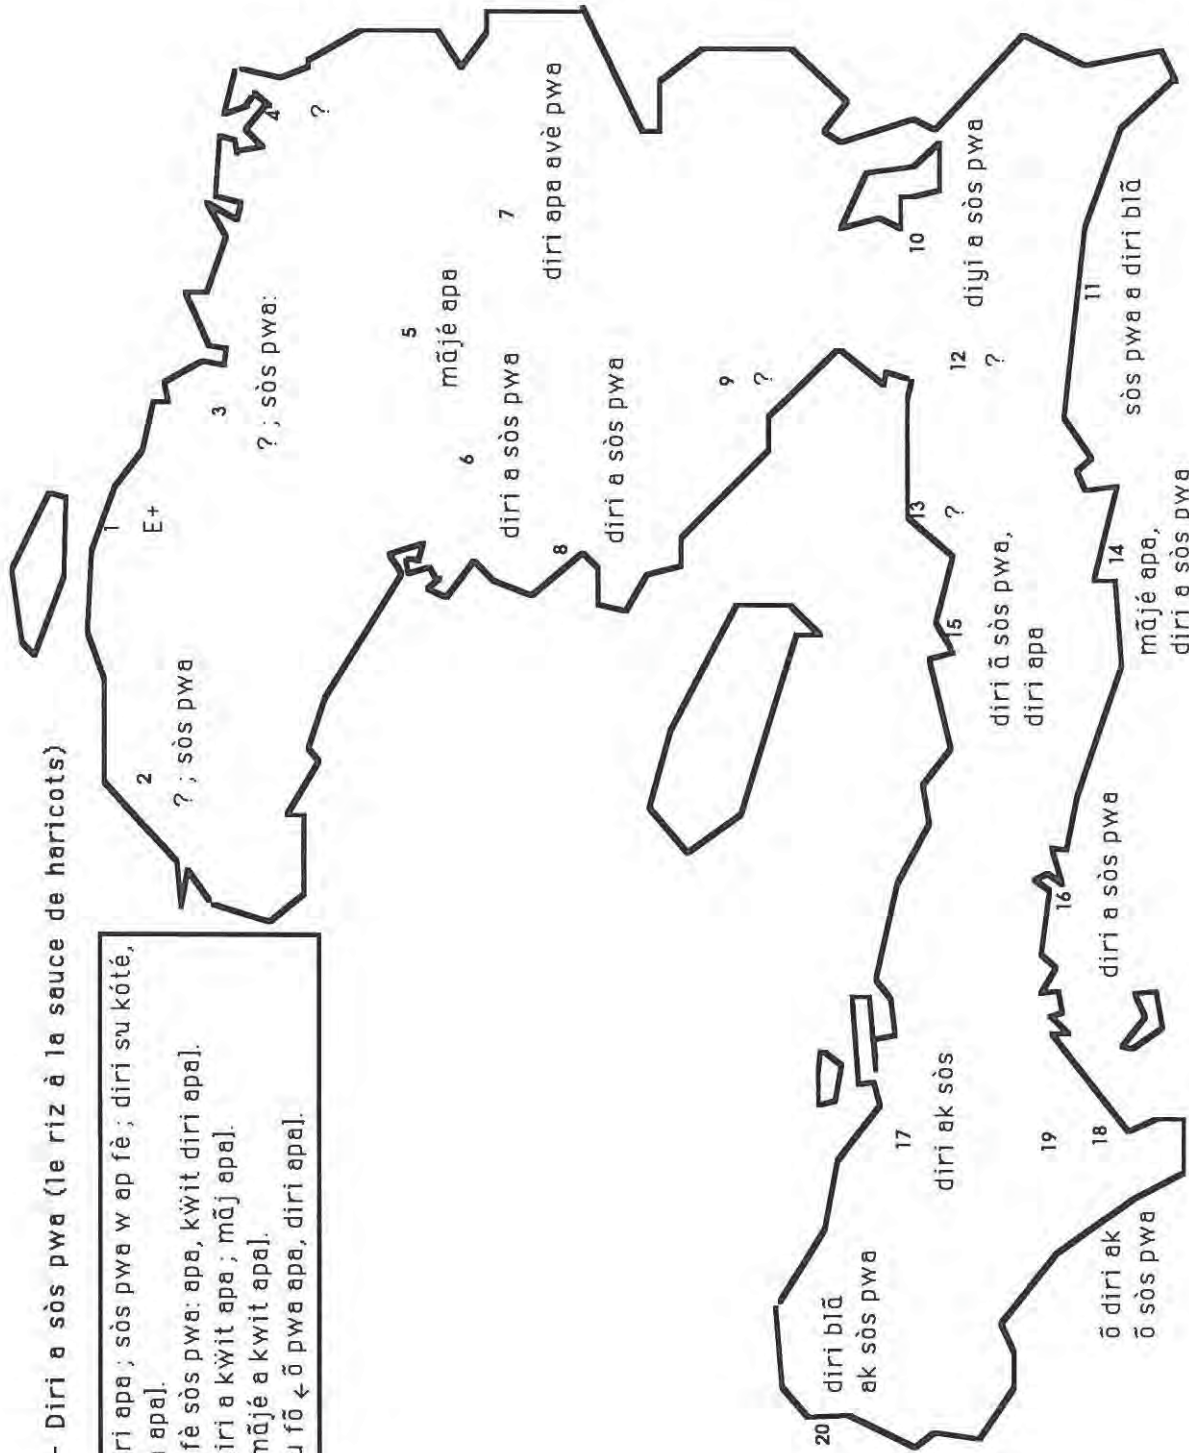 - Diri a sòs pwa (le riz à la sauce de haricots)
ri apa ; sòs pwa w ap fè ; diri s'u kóté,
apa].
fè sòs pwa: apa, kẅit diri apa].
iri a kẅit apa ; mãj apa].
mãjé a kwit apa].
u fõ ← õ pwa apa, diri apa].
1
E+
2
? ; sòs pwa
3
? ; sòs pwa:
4
?
5
mãjé apa
6
diri a sòs pwa
7
diri apa avè pwa
8
diri a sòs pwa
9
?
10
diyi a sòs pwa
11
sòs pwa a diri blã
12
?
13
?
14
mãjé apa,
diri a sòs pwa
15
diri ã sòs pwa,
diri apa
16
diri a sòs pwa
17
diri ak sòs
18
19
õ diri ak
õ sòs pwa
20
diri blã
ak sòs pwa